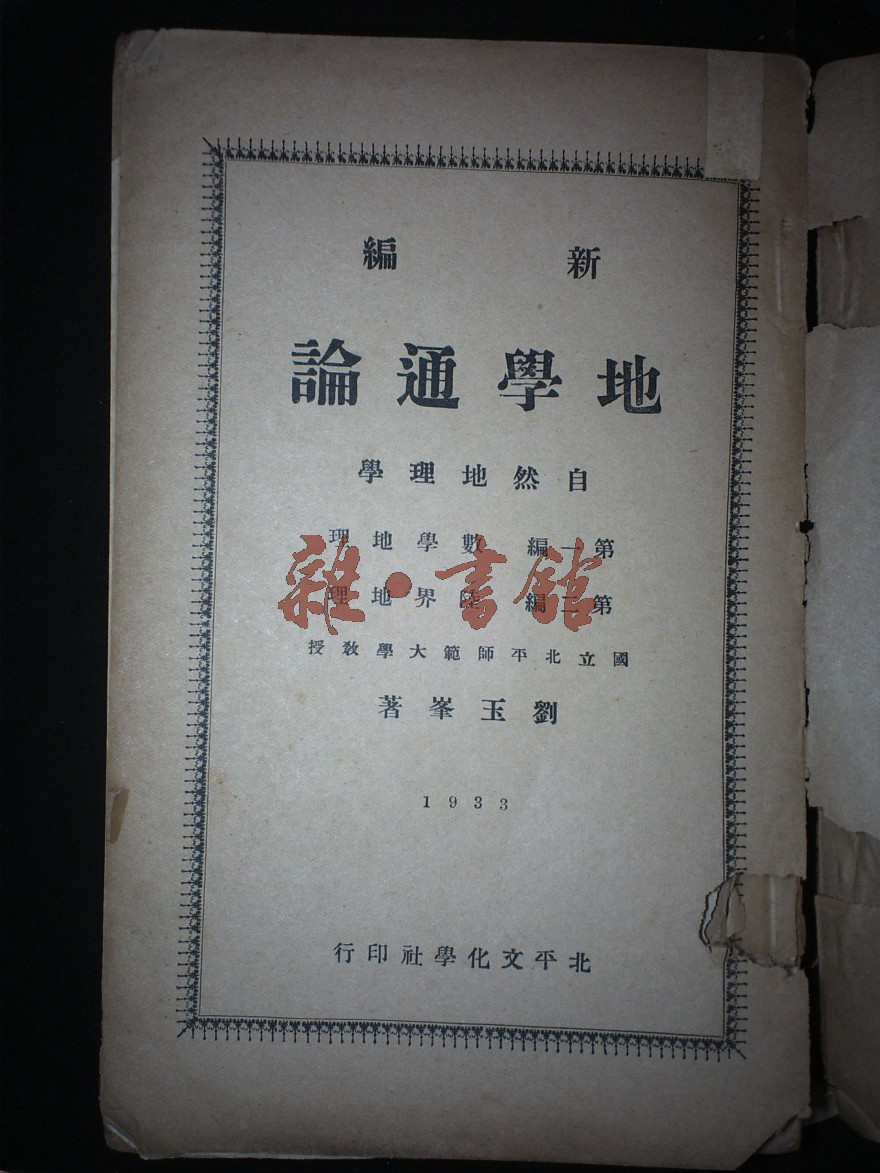 新編
地學通論
自然地理學
第一編 數學地理
第二編 陸界地理
國立北平師範大學教授
劉玉峯著
1933
北平文化學社印行
雜·書館